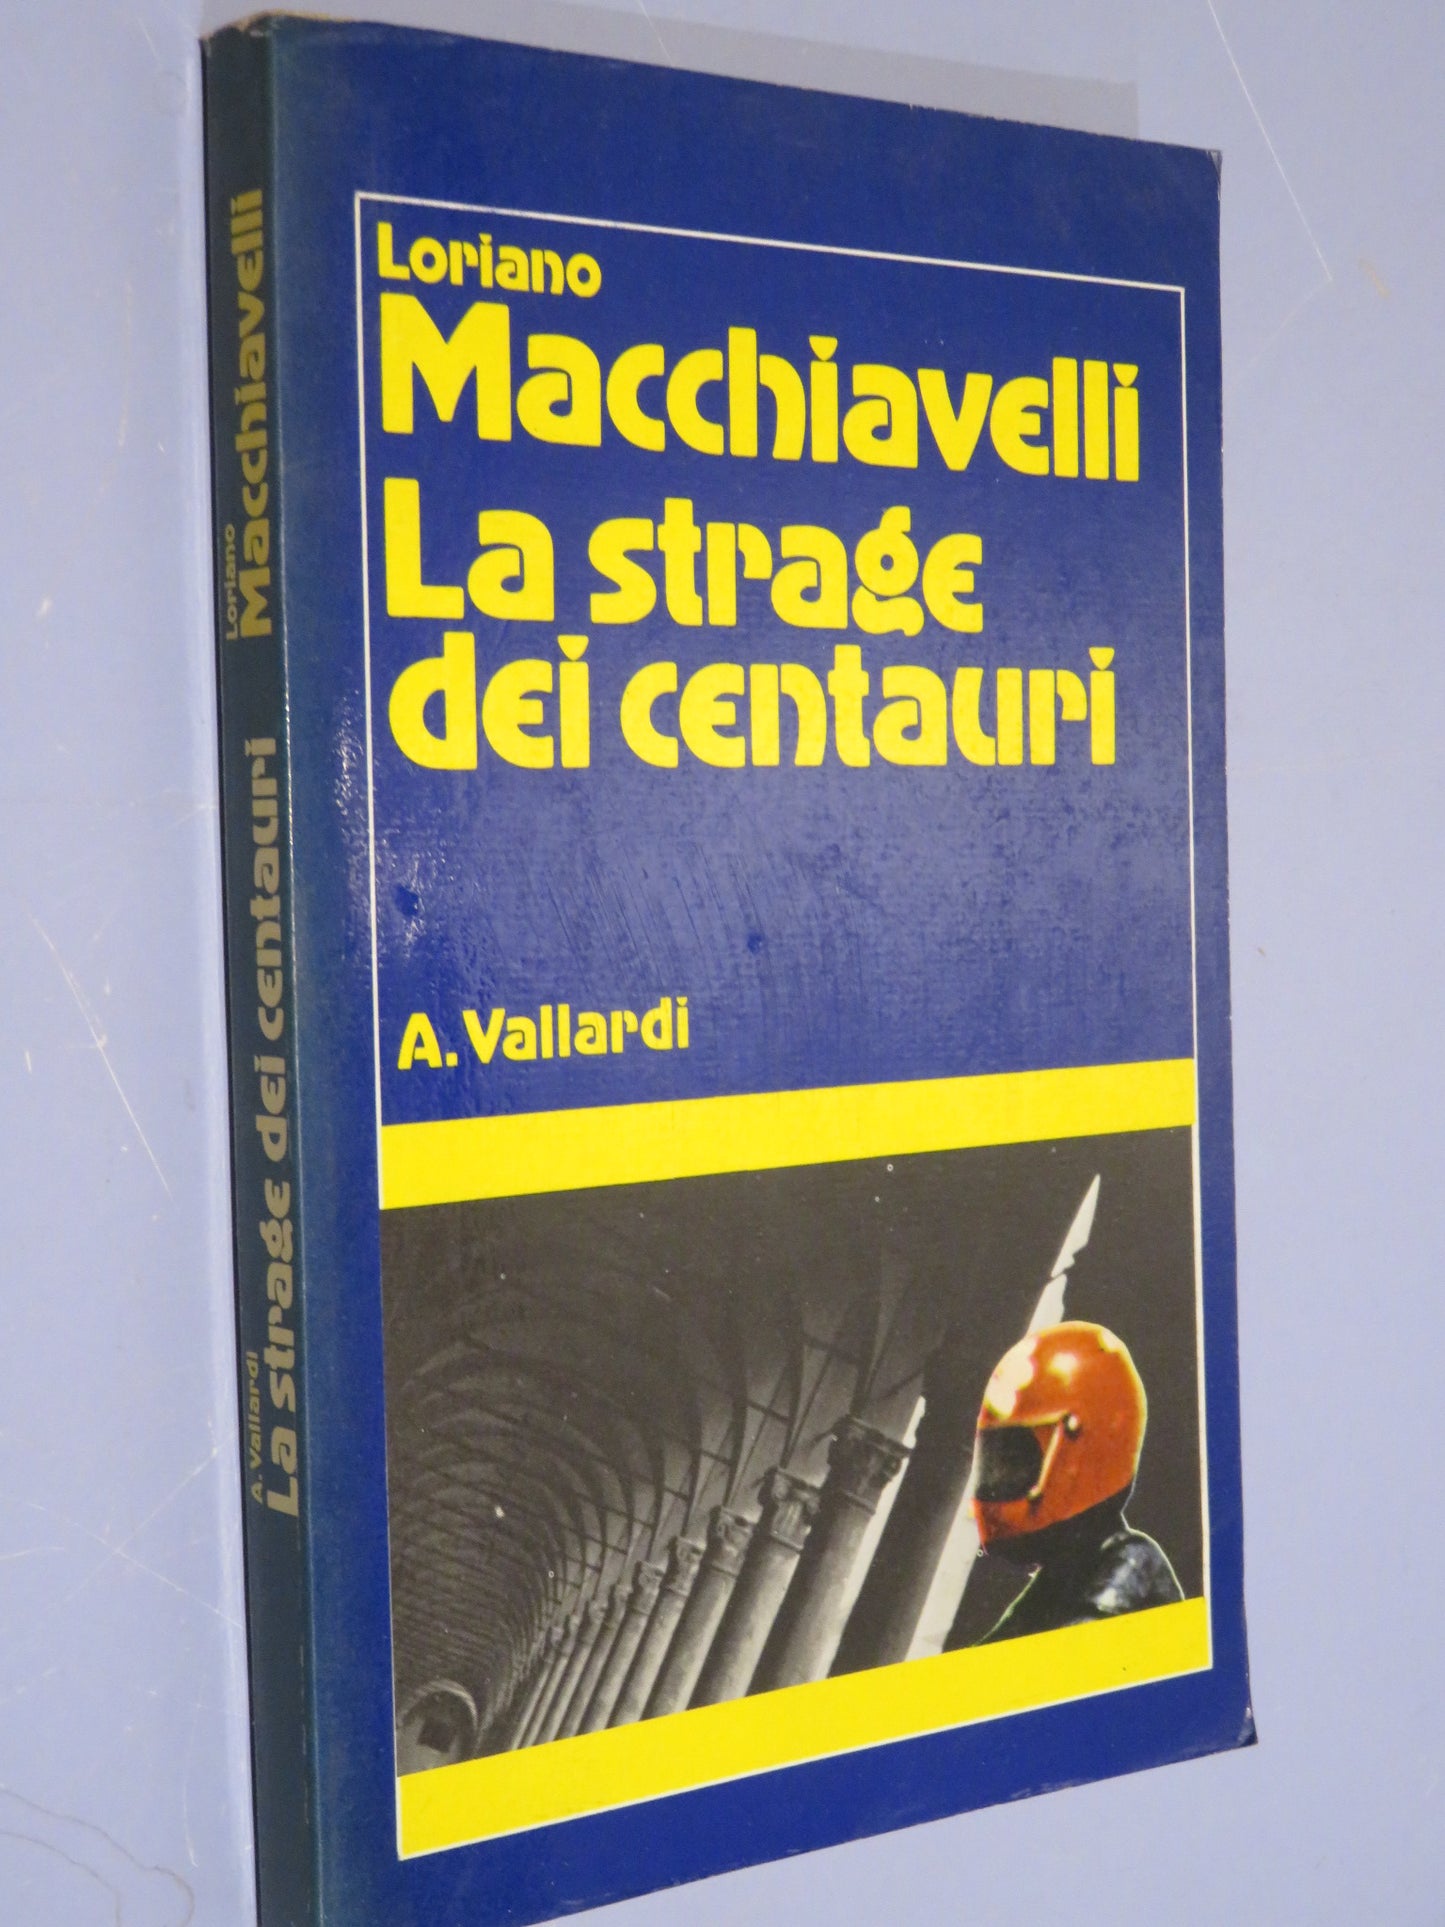 Loriano
Macchiavelli
La strage
dei centauri
A. Vallardi
A. Vallardi
La strage dei centauri
Loriano
Macchiavelli